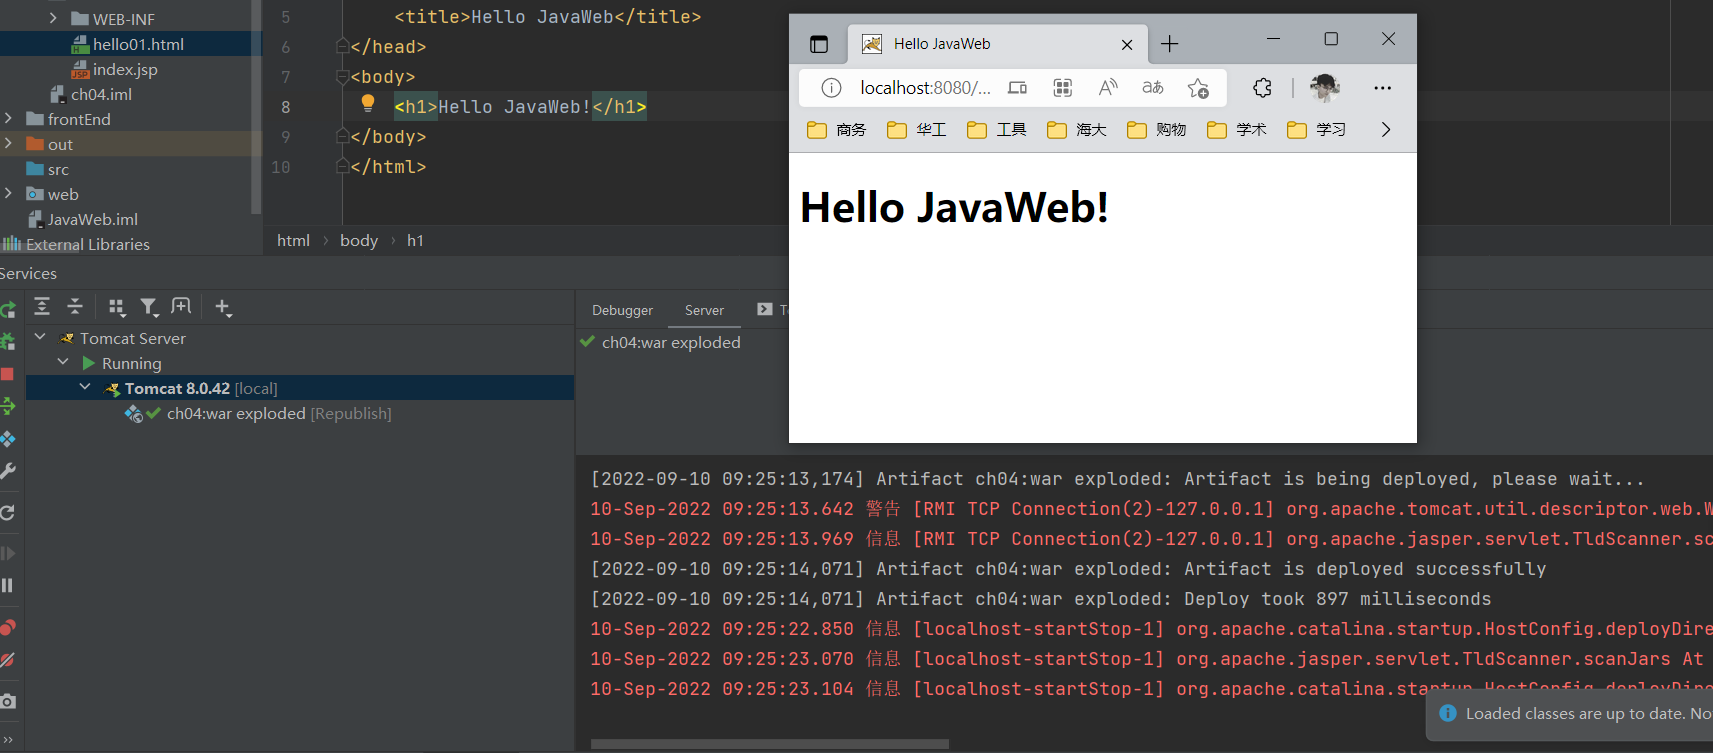 WEB-INF
hello01.html
index.jsp
ch04.iml
frontEnd
out
src
web
JavaWeb.iml
External Libraries
5 <title>Hello JavaWeb</title>
6 </head>
7 <body>
8 <h1>Hello JavaWeb!</h1>
9 </body>
10 </html>
html › body › h1
Hello JavaWeb
localhost:8080/...
商务 华工 工具 海大 购物 学术 学习
Hello JavaWeb!
Services
Tomcat Server
Running
Tomcat 8.0.42 [local]
ch04:war exploded [Republish]
Debugger Server
ch04:war exploded
[2022-09-10 09:25:13,174] Artifact ch04:war exploded: Artifact is being deployed, please wait...
10-Sep-2022 09:25:13.642 警告 [RMI TCP Connection(2)-127.0.0.1] org.apache.tomcat.util.descriptor.web.W
10-Sep-2022 09:25:13.969 信息 [RMI TCP Connection(2)-127.0.0.1] org.apache.jasper.servlet.TldScanner.sc
[2022-09-10 09:25:14,071] Artifact ch04:war exploded: Artifact is deployed successfully
[2022-09-10 09:25:14,071] Artifact ch04:war exploded: Deploy took 897 milliseconds
10-Sep-2022 09:25:22.850 信息 [localhost-startStop-1] org.apache.catalina.startup.HostConfig.deployDire
10-Sep-2022 09:25:23.070 信息 [localhost-startStop-1] org.apache.jasper.servlet.TldScanner.scanJars At
10-Sep-2022 09:25:23.104 信息 [localhost-startStop-1] org.apache.catalina.startup.HostConfig.deployDire
Loaded classes are up to date. No